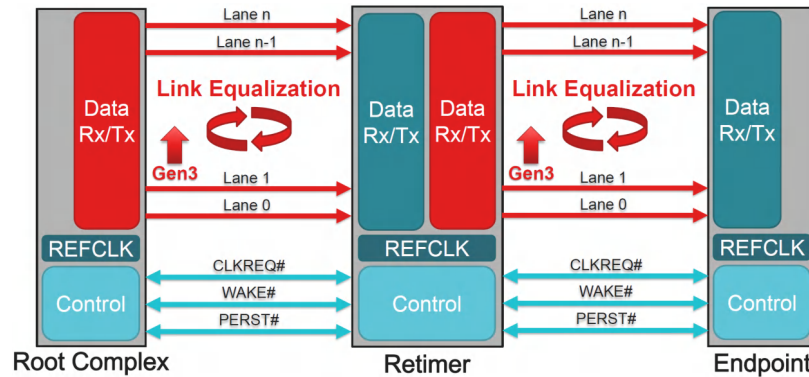 Lane n
Lane n
Lane n-1
Lane n-1
Link Equalization
Link Equalization
Data
Rx/Tx
Data
Rx/Tx
Data
Rx/Tx
Data
Rx/Tx
Gen3
Gen3
Lane 1
Lane 1
Lane 0
Lane 0
REFCLK
REFCLK
REFCLK
CLKREQ#
CLKREQ#
Control
WAKE#
Control
WAKE#
Control
PERST#
PERST#
Root Complex
Retimer
Endpoint